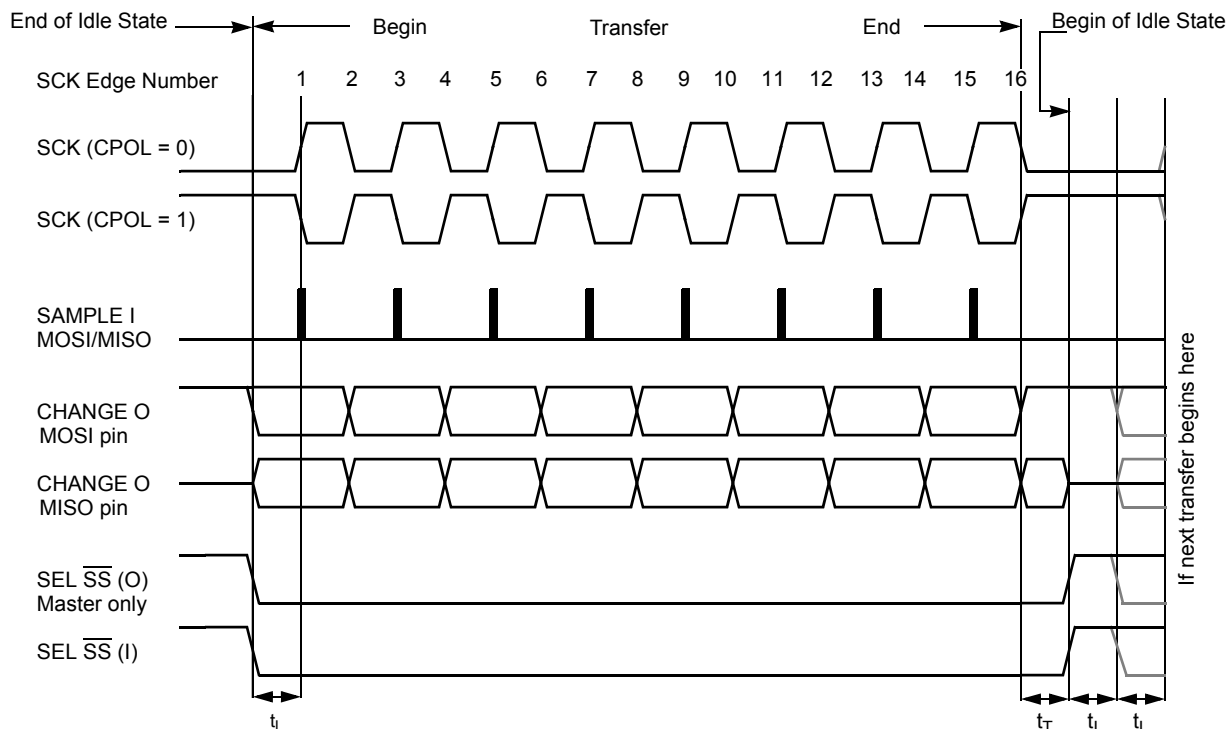 End of Idle State
Begin
Transfer
End
Begin of Idle State
SCK Edge Number
1 2 3 4 5 6 7 8 9 10 11 12 13 14 15 16
SCK (CPOL = 0)
SCK (CPOL = 1)
SAMPLE I
MOSI/MISO
CHANGE O
MOSI pin
CHANGE O
MISO pin
SEL SS (O)
Master only
SEL SS (I)
If next transfer begins here
tL
tT
tI
tL